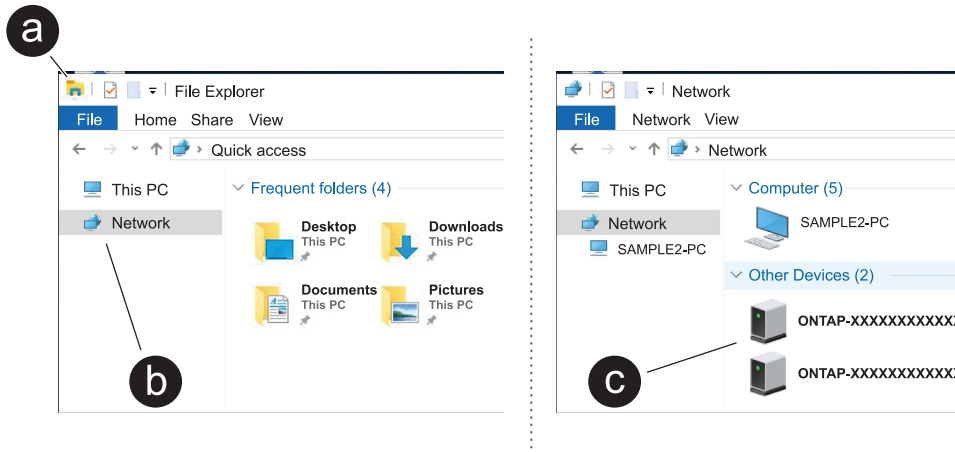 a
File Explorer
File Home Share View
Quick access
This PC
Network
Frequent folders (4)
Desktop
This PC
Downloads
This PC
Documents
This PC
Pictures
This PC
b
Network
File Network View
Network
This PC
Network
SAMPLE2-PC
Computer (5)
SAMPLE2-PC
Other Devices (2)
ONTAP-XXXXXXXXXXX
ONTAP-XXXXXXXXXXX
c